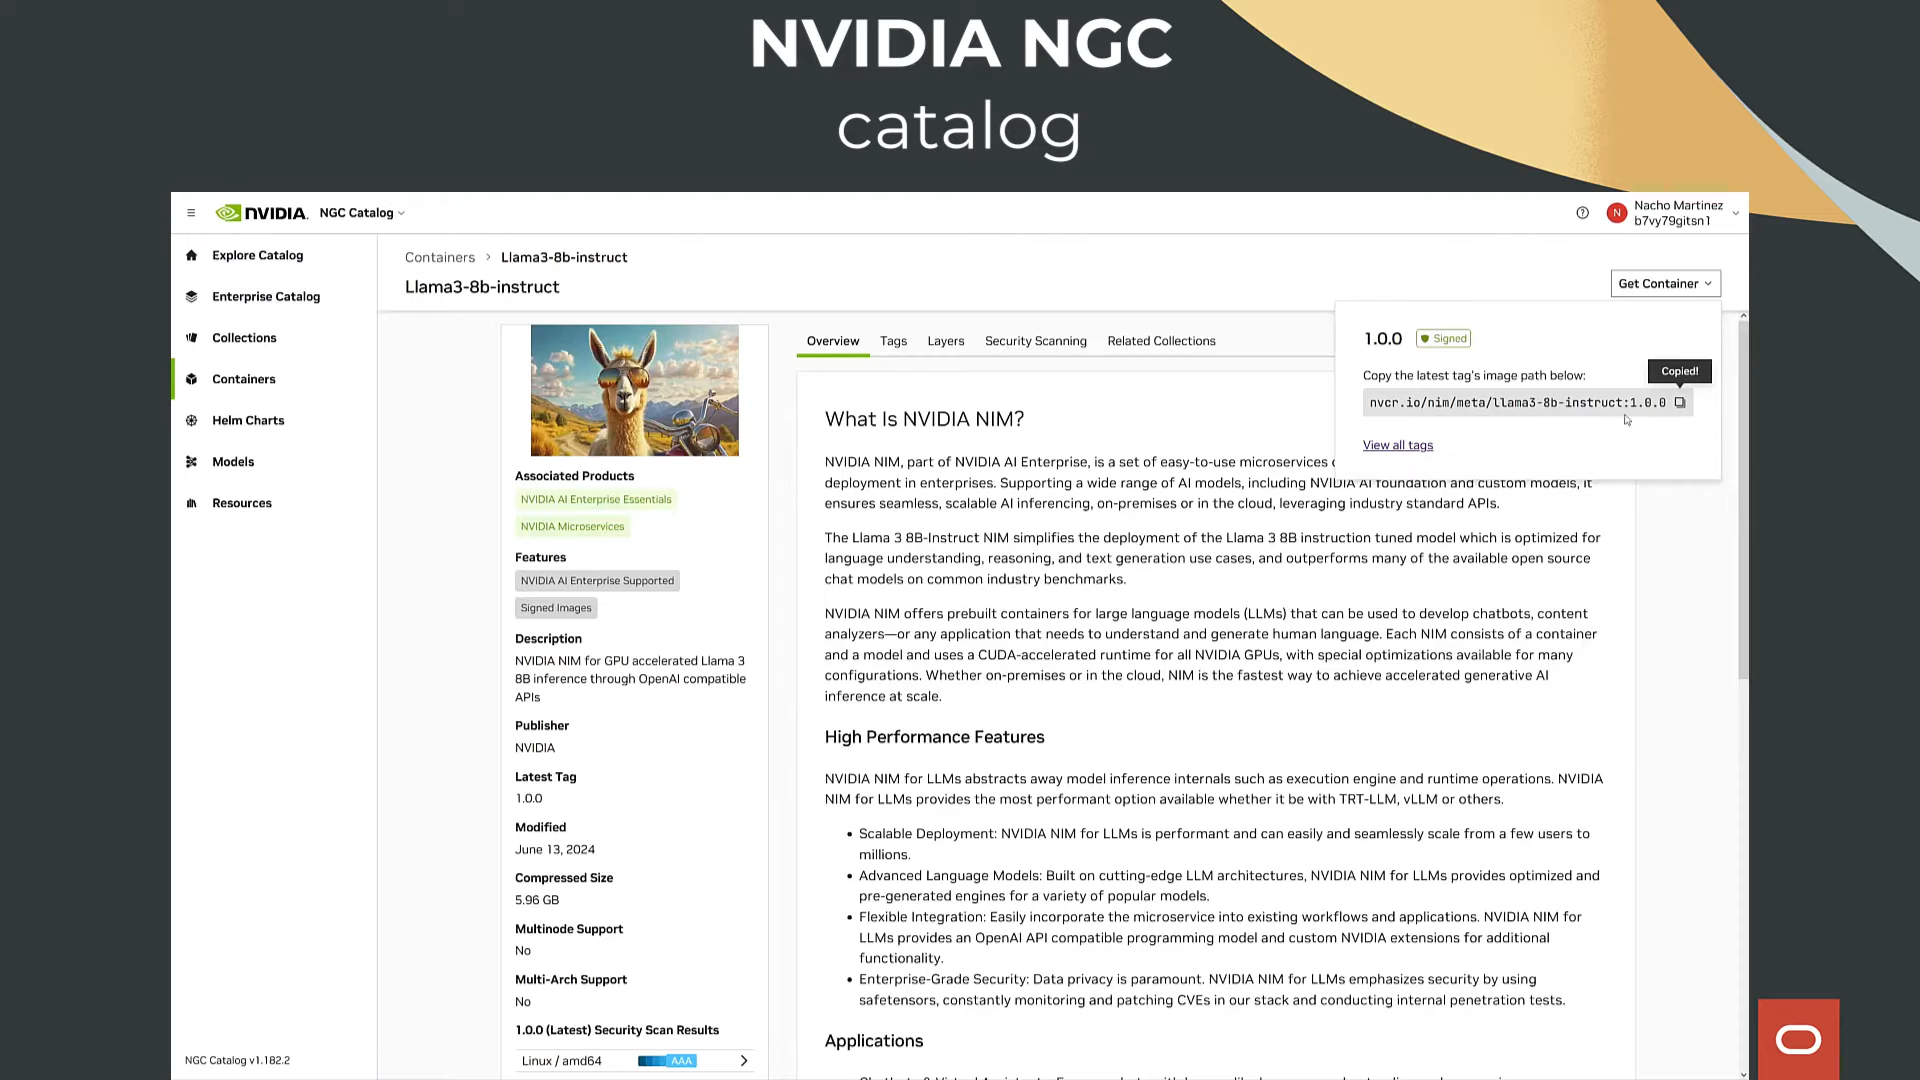 NVIDIA NGC
catalog
NVIDIA. NGC Catalog
N Nacho Martinez
b7vy79gitsn1
Explore Catalog
Enterprise Catalog
Collections
Containers
Helm Charts
Models
Resources
NGC Catalog v1.182.2
Containers > Llama3-8b-instruct
Llama3-8b-instruct
Get Container
1.0.0 Signed
Copied!
Copy the latest tag's image path below:
nvcr.io/nim/meta/llama3-8b-instruct:1.0.0
View all tags
Associated Products
NVIDIA AI Enterprise Essentials
NVIDIA Microservices
Features
NVIDIA AI Enterprise Supported
Signed Images
Description
NVIDIA NIM for GPU accelerated Llama 3
8B inference through OpenAI compatible
APIs
Publisher
NVIDIA
Latest Tag
1.0.0
Modified
June 13, 2024
Compressed Size
5.96 GB
Multinode Support
No
Multi-Arch Support
No
1.0.0 (Latest) Security Scan Results
Linux / amd64 AAA
Overview Tags Layers Security Scanning Related Collections
What Is NVIDIA NIM?
NVIDIA NIM, part of NVIDIA AI Enterprise, is a set of easy-to-use microservices
deployment in enterprises. Supporting a wide range of AI models, including NVIDIA AI foundation and custom models, it
ensures seamless, scalable AI inferencing, on-premises or in the cloud, leveraging industry standard APIs.
The Llama 3 8B-Instruct NIM simplifies the deployment of the Llama 3 8B instruction tuned model which is optimized for
language understanding, reasoning, and text generation use cases, and outperforms many of the available open source
chat models on common industry benchmarks.
NVIDIA NIM offers prebuilt containers for large language models (LLMs) that can be used to develop chatbots, content
analyzers—or any application that needs to understand and generate human language. Each NIM consists of a container
and a model and uses a CUDA-accelerated runtime for all NVIDIA GPUs, with special optimizations available for many
configurations. Whether on-premises or in the cloud, NIM is the fastest way to achieve accelerated generative AI
inference at scale.
High Performance Features
NVIDIA NIM for LLMs abstracts away model inference internals such as execution engine and runtime operations. NVIDIA
NIM for LLMs provides the most performant option available whether it be with TRT-LLM, vLLM or others.
• Scalable Deployment: NVIDIA NIM for LLMs is performant and can easily and seamlessly scale from a few users to
millions.
• Advanced Language Models: Built on cutting-edge LLM architectures, NVIDIA NIM for LLMs provides optimized and
pre-generated engines for a variety of popular models.
• Flexible Integration: Easily incorporate the microservice into existing workflows and applications. NVIDIA NIM for
LLMs provides an OpenAI API compatible programming model and custom NVIDIA extensions for additional
functionality.
• Enterprise-Grade Security: Data privacy is paramount. NVIDIA NIM for LLMs emphasizes security by using
safetensors, constantly monitoring and patching CVEs in our stack and conducting internal penetration tests.
Applications